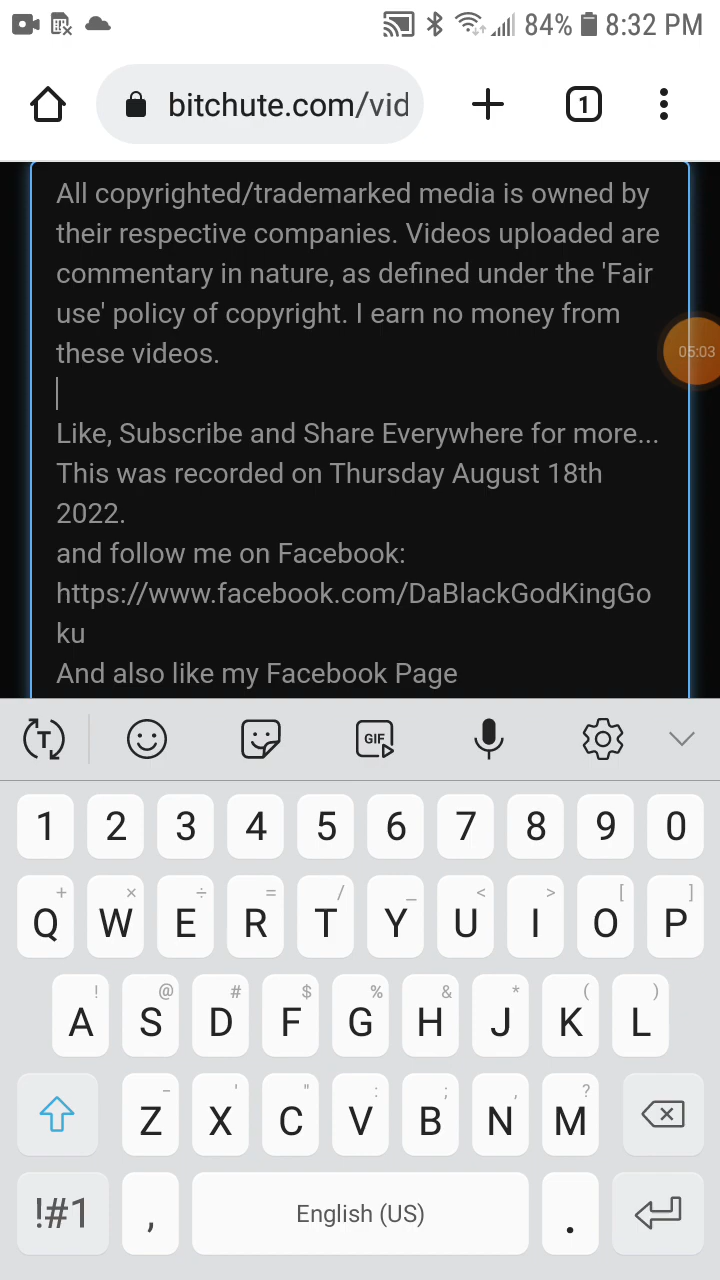 84% 8:32 PM
bitchute.com/vid
1
All copyrighted/trademarked media is owned by
their respective companies. Videos uploaded are
commentary in nature, as defined under the 'Fair
use' policy of copyright. I earn no money from
these videos.
05:03
Like, Subscribe and Share Everywhere for more...
This was recorded on Thursday August 18th
2022.
and follow me on Facebook:
https://www.facebook.com/DaBlackGodKingGo
ku
And also like my Facebook Page
T GIF
1 2 3 4 5 6 7 8 9 0
+ × ÷ = / _ < > [ ]
Q W E R T Y U I O P
! @ # $ % & * ( )
A S D F G H J K L
- ' " : ; , ?
Z X C V B N M
!#1 , English (US) .